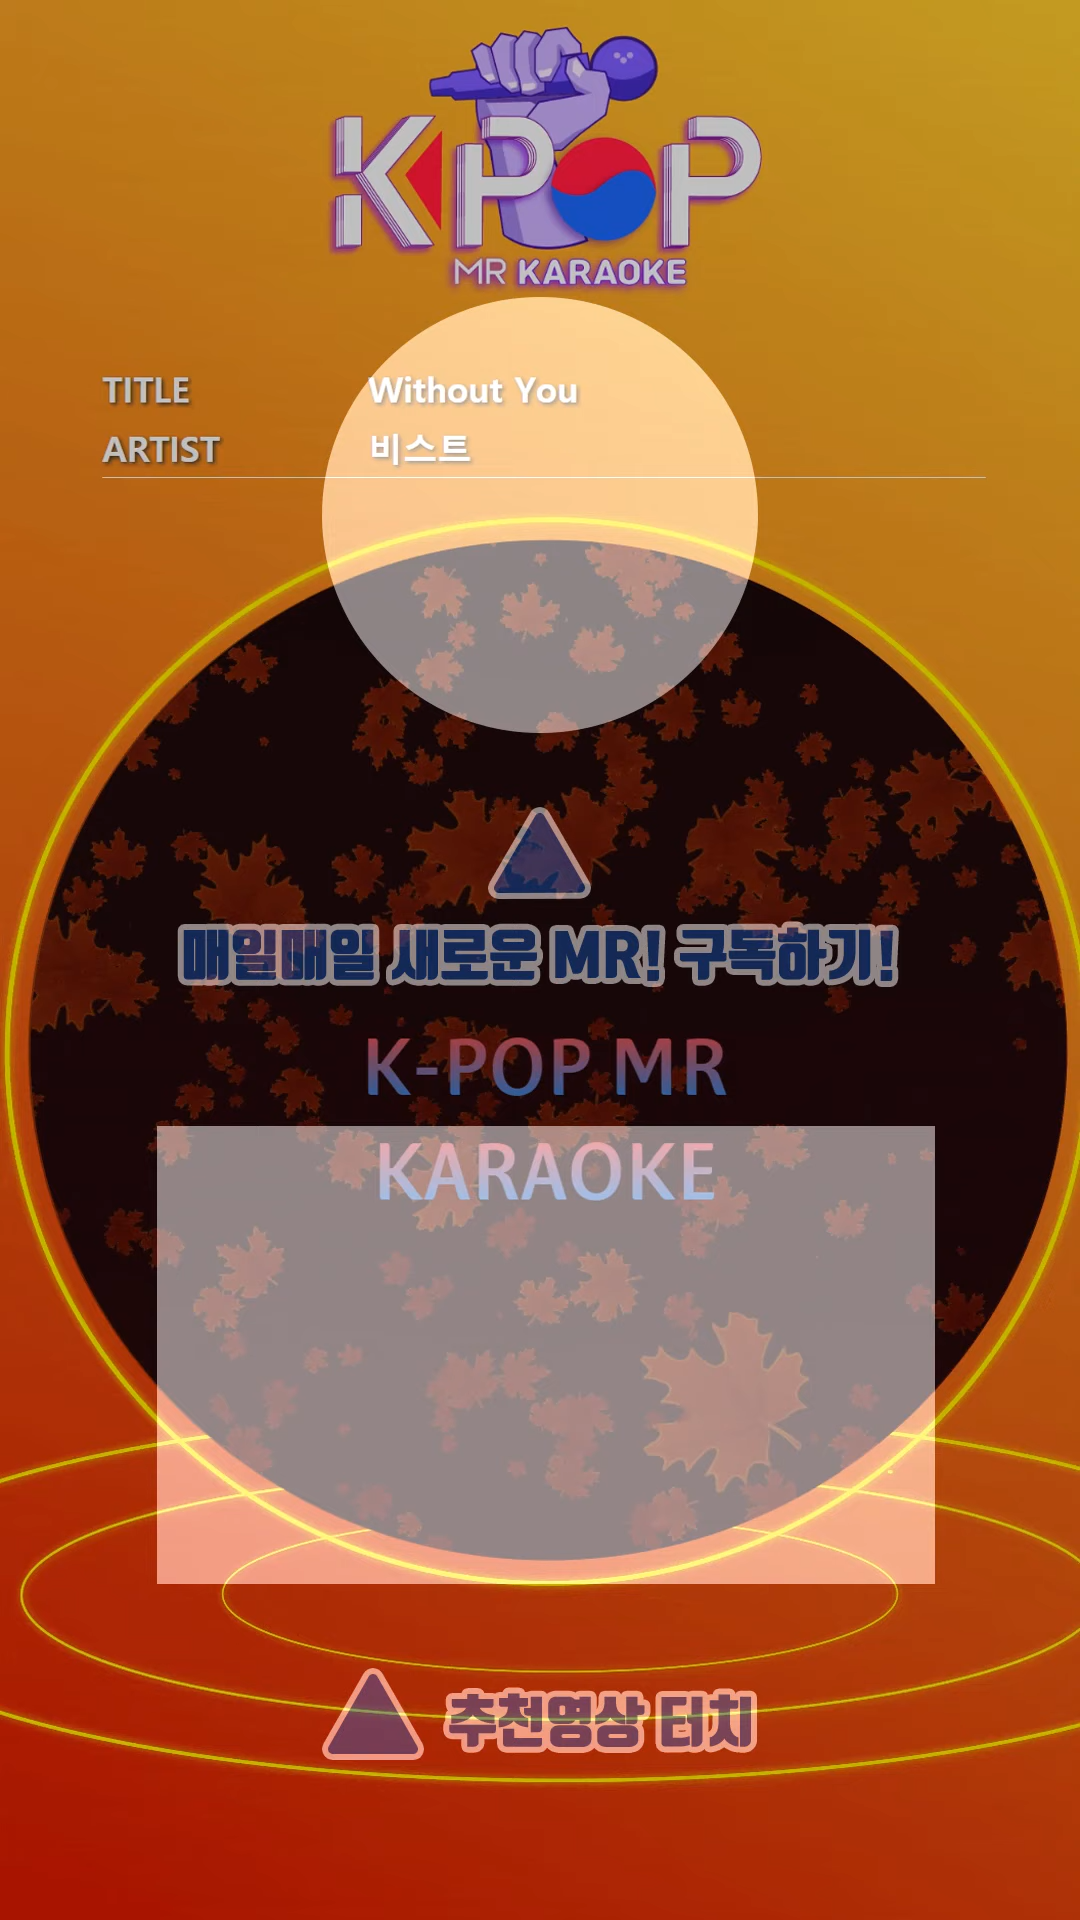 KPOP
MR KARAOKE
TITLE Without You
ARTIST 비스트
매일매일 새로운 MR! 구독하기!
K-POP MR
KARAOKE
추천영상 터치